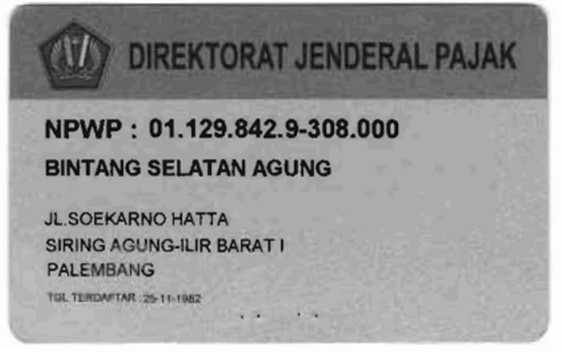 DIREKTORAT JENDERAL PAJAK
NPWP : 01.129.842.9-308.000
BINTANG SELATAN AGUNG
JL.SOEKARNO HATTA
SIRING AGUNG-ILIR BARAT I
PALEMBANG
TGL TERDAFTAR :25-11-1982